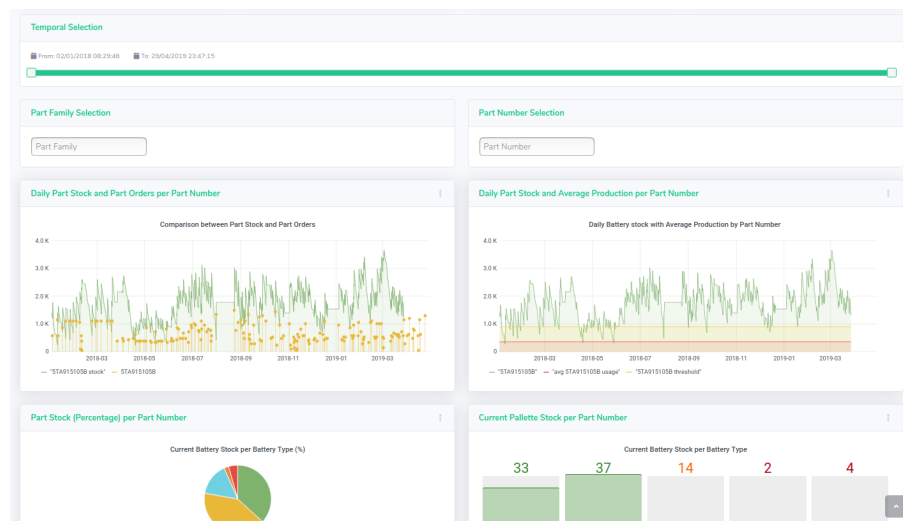 Temporal Selection
From: 02/01/2018 08:29:46 To: 29/04/2019 23:47:15
Part Family Selection
Part Family
Part Number Selection
Part Number
Daily Part Stock and Part Orders per Part Number
Comparison between Part Stock and Part Orders
4.0 K
3.0 K
2.0 K
1.0 K
0
2018-03 2018-05 2018-07 2018-09 2018-11 2019-01 2019-03
"STA915105B stock" STA915105B
Daily Part Stock and Average Production per Part Number
Daily Battery stock with Average Production by Part Number
4.0 K
3.0 K
2.0 K
1.0 K
0
2018-03 2018-05 2018-07 2018-09 2018-11 2019-01 2019-03
"STA915105B" "avg STA915105B usage" "STA915105B threshold"
Part Stock (Percentage) per Part Number
Current Battery Stock per Battery Type (%)
Current Pallette Stock per Part Number
Current Battery Stock per Battery Type
33 37 14 2 4